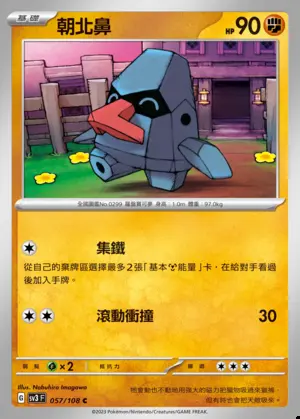 基礎 朝北鼻 HP 90
全國圖鑑No.0299 羅盤寶可夢 身高:1.0m 體重:97.0kg
集鐵
從自己的棄牌區選擇最多2張「基本能量」卡,在給對手看過後加入手牌。
滾動衝撞 30
弱點 ×2 抵抗力 撤退
Illus. Nobuhiro Imagawa
G SV3 F 057/108 C
©2023 Pokémon/Nintendo/Creatures/GAME FREAK.